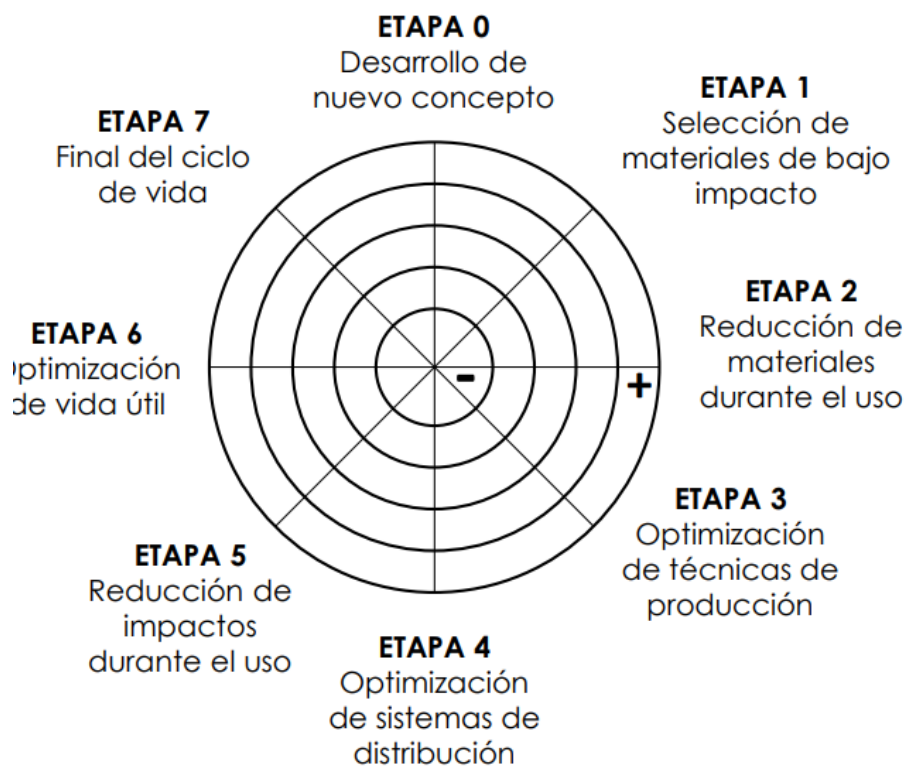 ETAPA 0
Desarrollo de
nuevo concepto
ETAPA 1
Selección de
materiales de bajo
impacto
ETAPA 2
Reducción de
materiales
durante el uso
ETAPA 3
Optimización
de técnicas de
producción
ETAPA 4
Optimización
de sistemas de
distribución
ETAPA 5
Reducción de
impactos
durante el uso
ETAPA 6
ptimización
de vida útil
ETAPA 7
Final del ciclo
de vida
-
+